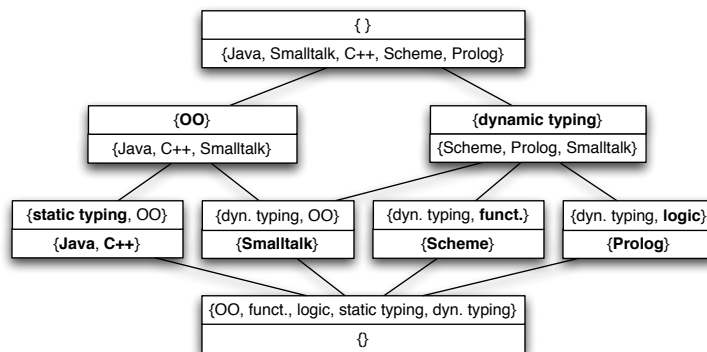 { }
{Java, Smalltalk, C++, Scheme, Prolog}
{OO}
{Java, C++, Smalltalk}
{dynamic typing}
{Scheme, Prolog, Smalltalk}
{static typing, OO}
{Java, C++}
{dyn. typing, OO}
{Smalltalk}
{dyn. typing, funct.}
{Scheme}
{dyn. typing, logic}
{Prolog}
{OO, funct., logic, static typing, dyn. typing}
{}